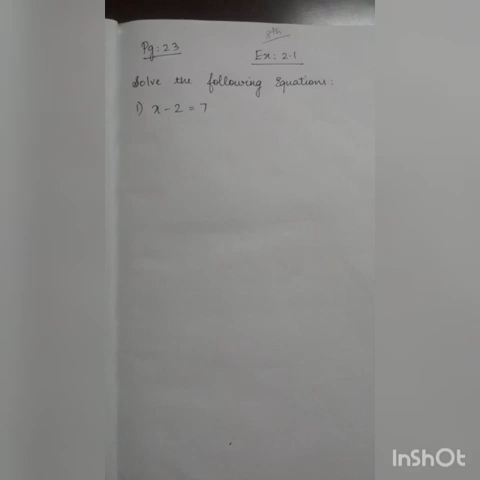 8th
Pg: 23 Ex: 2.1
Solve the following Equations:
1) x - 2 = 7
InShOt